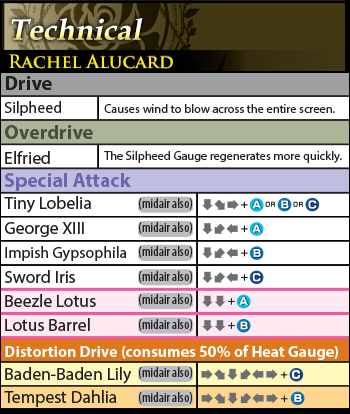 Technical
RACHEL ALUCARD
Drive
Silpheed Causes wind to blow across the entire screen.
Overdrive
Elfried The Silpheed Gauge regenerates more quickly.
Special Attack
Tiny Lobelia (midair also) ⬇⬊➡ + A OR B OR C
George XIII ⬇⬋⬅ + A
Impish Gypsophila (midair also) ⬇⬋⬅ + B
Sword Iris ⬇⬋⬅ + C
Beezle Lotus (midair also) ⬇⬇ + A
Lotus Barrel (midair also) ⬇⬇ + B
Distortion Drive (consumes 50% of Heat Gauge)
Baden-Baden Lily (midair also) ➡⬊⬇⬋⬅➡ + C
Tempest Dahlia (midair also) ➡⬊⬇⬋⬅➡ + B